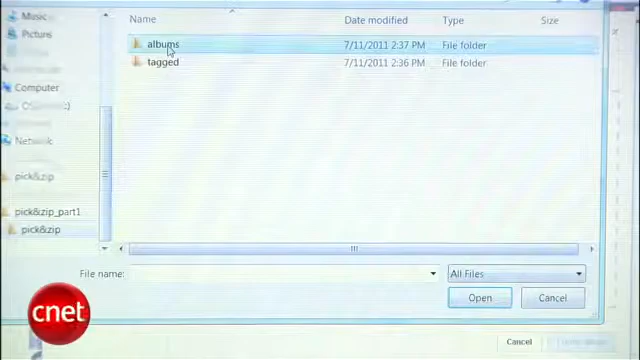 Music
Name Date modified Type Size
Pictures
albums 7/11/2011 2:37 PM File folder
tagged 7/11/2011 2:36 PM File folder
Computer
Network
pick&zip
pick&zip_part1
pick&zip
File name: All Files
Open Cancel
cnet
Cancel